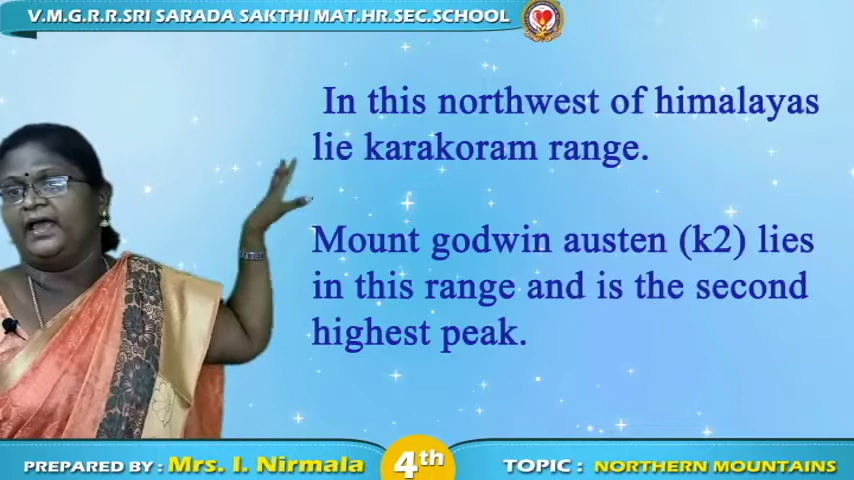 V.M.G.R.R.SRI SARADA SAKTHI MAT.HR.SEC.SCHOOL
In this northwest of himalayas
lie karakoram range.
Mount godwin austen (k2) lies
in this range and is the second
highest peak.
PREPARED BY : Mrs. I. Nirmala
4th
TOPIC : NORTHERN MOUNTAINS